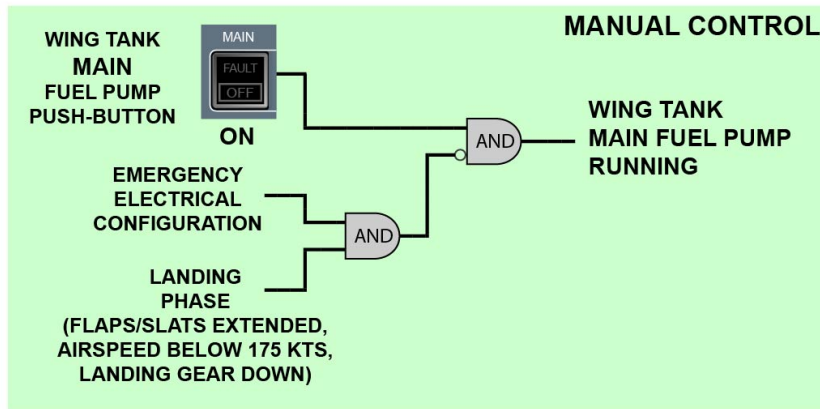 MANUAL CONTROL
WING TANK
MAIN
FUEL PUMP
PUSH-BUTTON
MAIN
FAULT
OFF
ON
EMERGENCY
ELECTRICAL
CONFIGURATION
LANDING
PHASE
(FLAPS/SLATS EXTENDED,
AIRSPEED BELOW 175 KTS,
LANDING GEAR DOWN)
AND
AND
WING TANK
MAIN FUEL PUMP
RUNNING